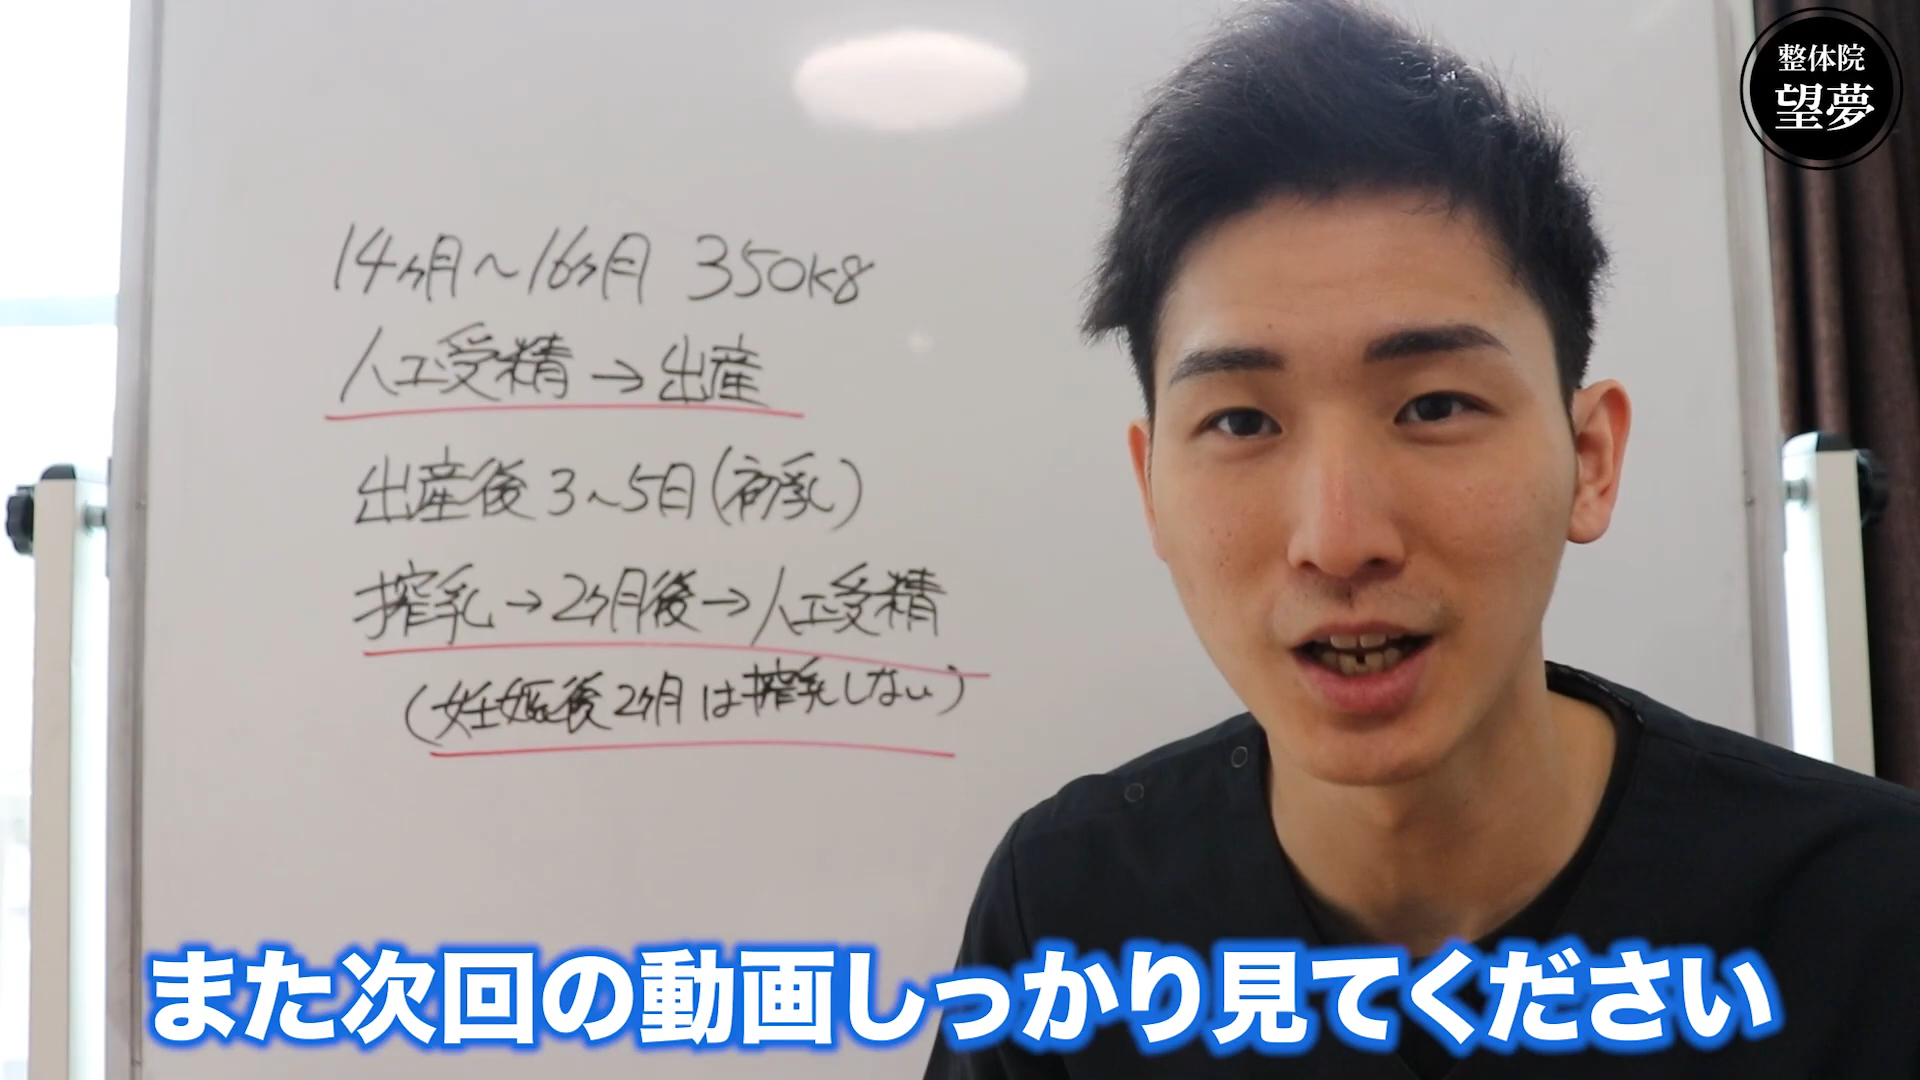 整体院
望夢
14ヶ月～16ヶ月 350kg
人工受精→出産
出産後3～5日(初乳)
搾乳→2ヶ月後→人工受精
(妊娠後2ヶ月は搾乳しない)
また次回の動画しっかり見てください